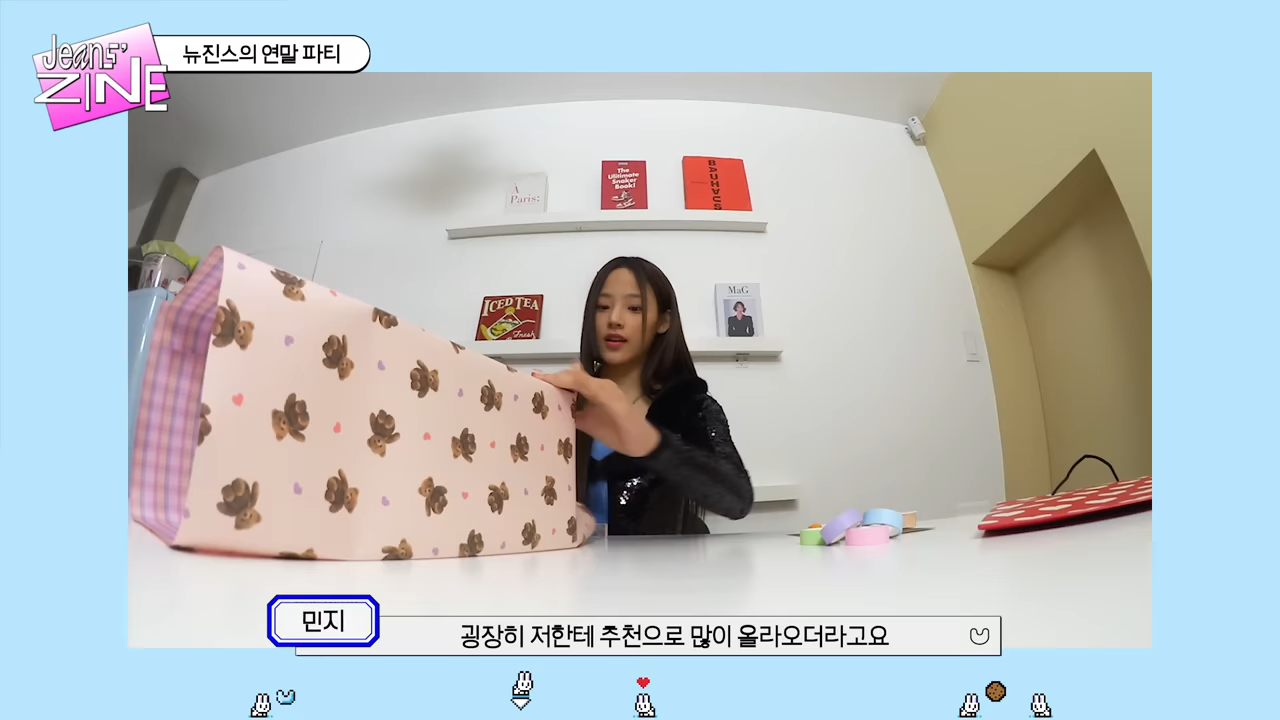 Jeans'
ZINE
뉴진스의 연말 파티
À
Paris:
The
Ulitimate
Snaker
Book!
BAUHAUS
ICED TEA
Fresh
MaG
민지
굉장히 저한테 추천으로 많이 올라오더라고요